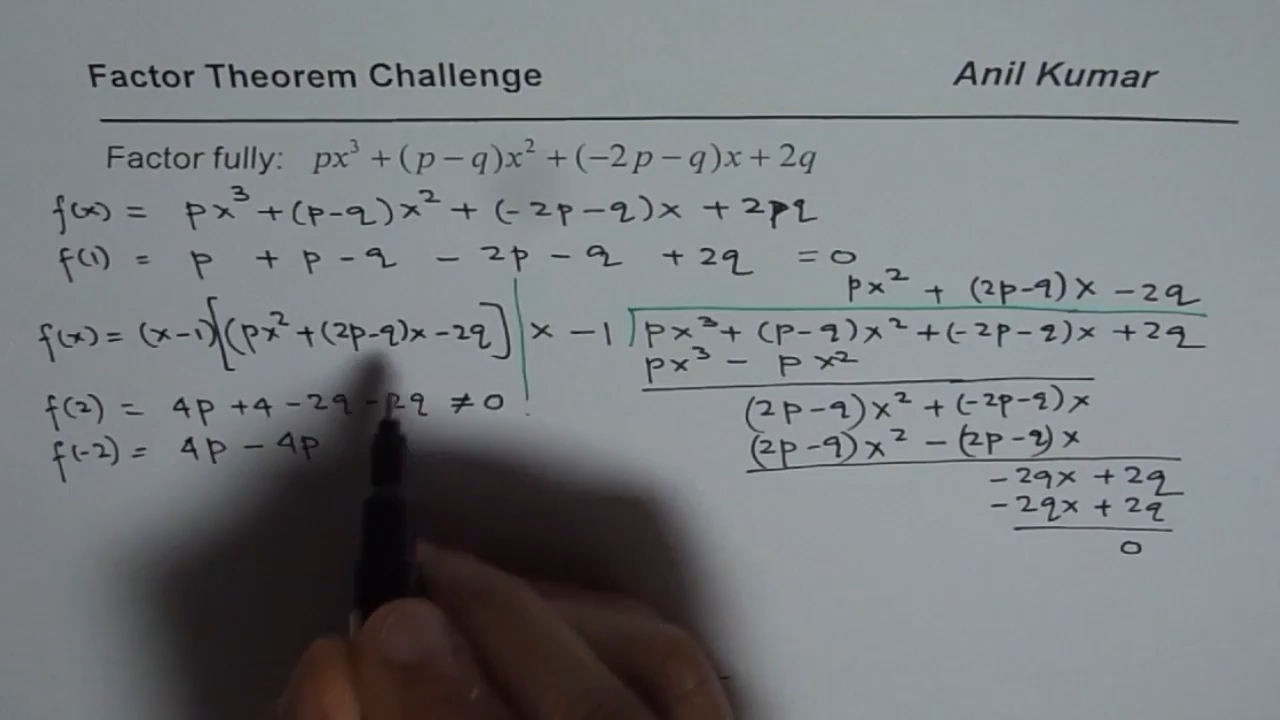 Factor Theorem Challenge Anil Kumar
Factor fully: px³ + (p − q)x² + (−2p − q)x + 2q
f(x) = px³ + (p-q)x² + (-2p-q)x + 2pq
f(1) = p + p - q - 2p - q + 2q = 0
px² + (2p-q)x - 2q
f(x) = (x-1)[(px² + (2p-q)x - 2q]
x - 1 px³ + (p-q)x² + (-2p-q)x + 2q
px³ - px²
f(2) = 4p + 4 - 2q - 2q ≠ 0
(2p-q)x² + (-2p-q)x
f(-2) = 4p - 4p
(2p-q)x² - (2p-q)x
-2qx + 2q
-2qx + 2q
0